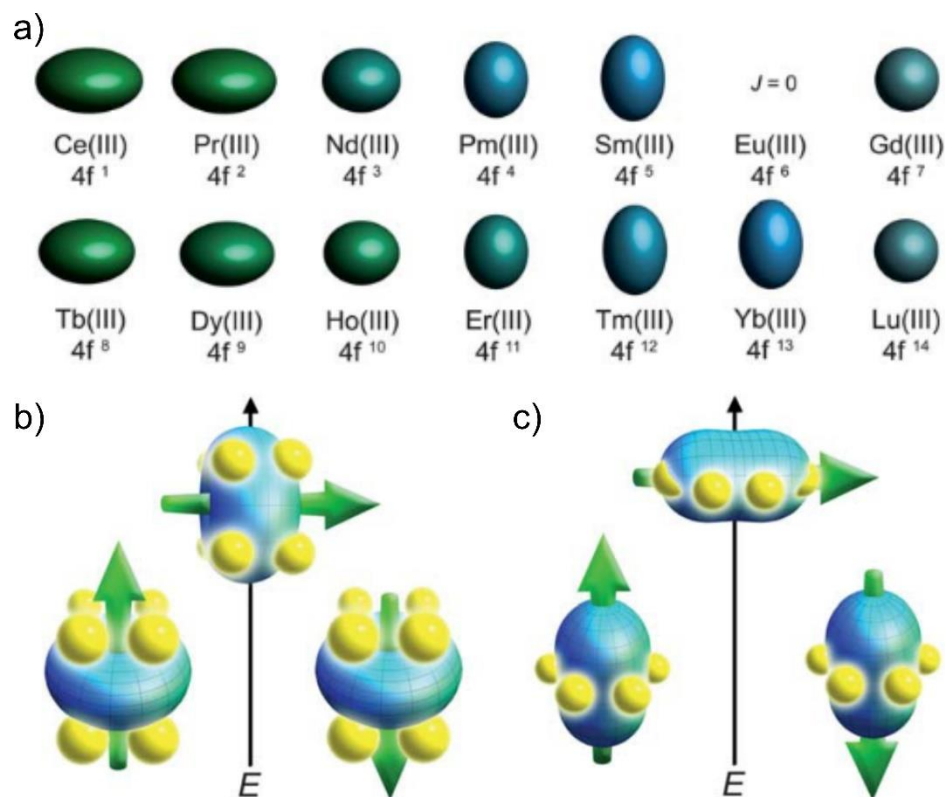 a)
J = 0
Ce(III) Pr(III) Nd(III) Pm(III) Sm(III) Eu(III) Gd(III)
4f 1 4f 2 4f 3 4f 4 4f 5 4f 6 4f 7
Tb(III) Dy(III) Ho(III) Er(III) Tm(III) Yb(III) Lu(III)
4f 8 4f 9 4f 10 4f 11 4f 12 4f 13 4f 14
b) c)
E E